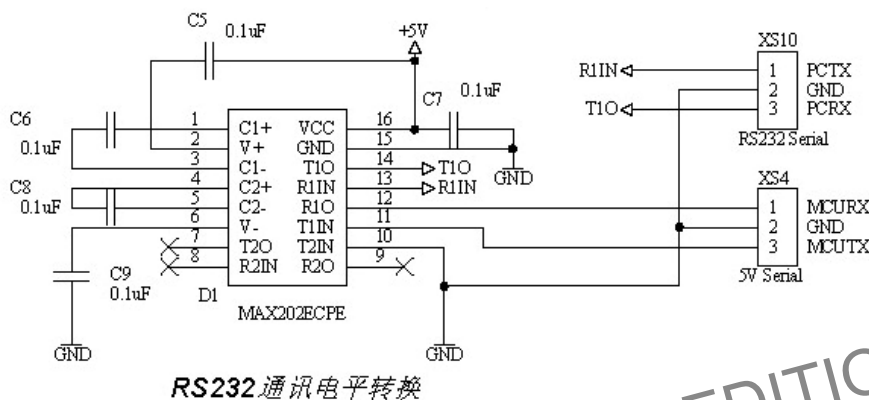 C5
0.1uF
+5V
C7
0.1uF
C6
0.1uF
C8
0.1uF
C9
0.1uF
1 C1+ VCC 16
2 V+ GND 15
3 C1- T1O 14 T1O
4 C2+ R1IN 13 R1IN
5 C2- R1O 12
6 V- T1IN 11
7 T2O T2IN 10
8 R2IN R2O 9
D1
MAX202ECPE
GND
GND
GND
XS10
R1IN 1 PCTX
2 GND
T1O 3 PCRX
RS232 Serial
XS4
1 MCURX
2 GND
3 MCUTX
5V Serial
RS232通讯电平转换
EDITIO